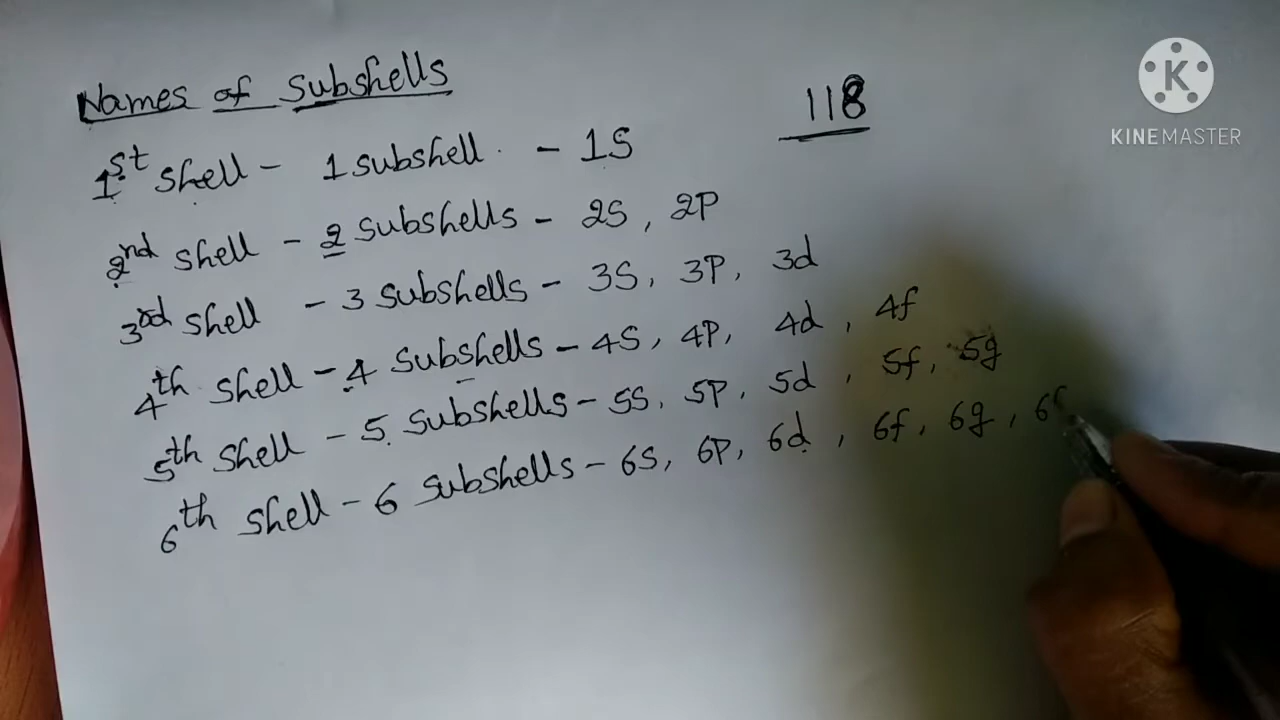 Names of Subshells
118
1st shell - 1 subshell - 1S
2nd shell - 2 subshells - 2S, 2P
3rd shell - 3 subshells - 3S, 3P, 3d
4th shell - 4 subshells - 4S, 4P, 4d, 4f
5th shell - 5 subshells - 5S, 5P, 5d, 5f, 5g
6th shell - 6 subshells - 6S, 6P, 6d, 6f, 6g,
K
KINEMASTER